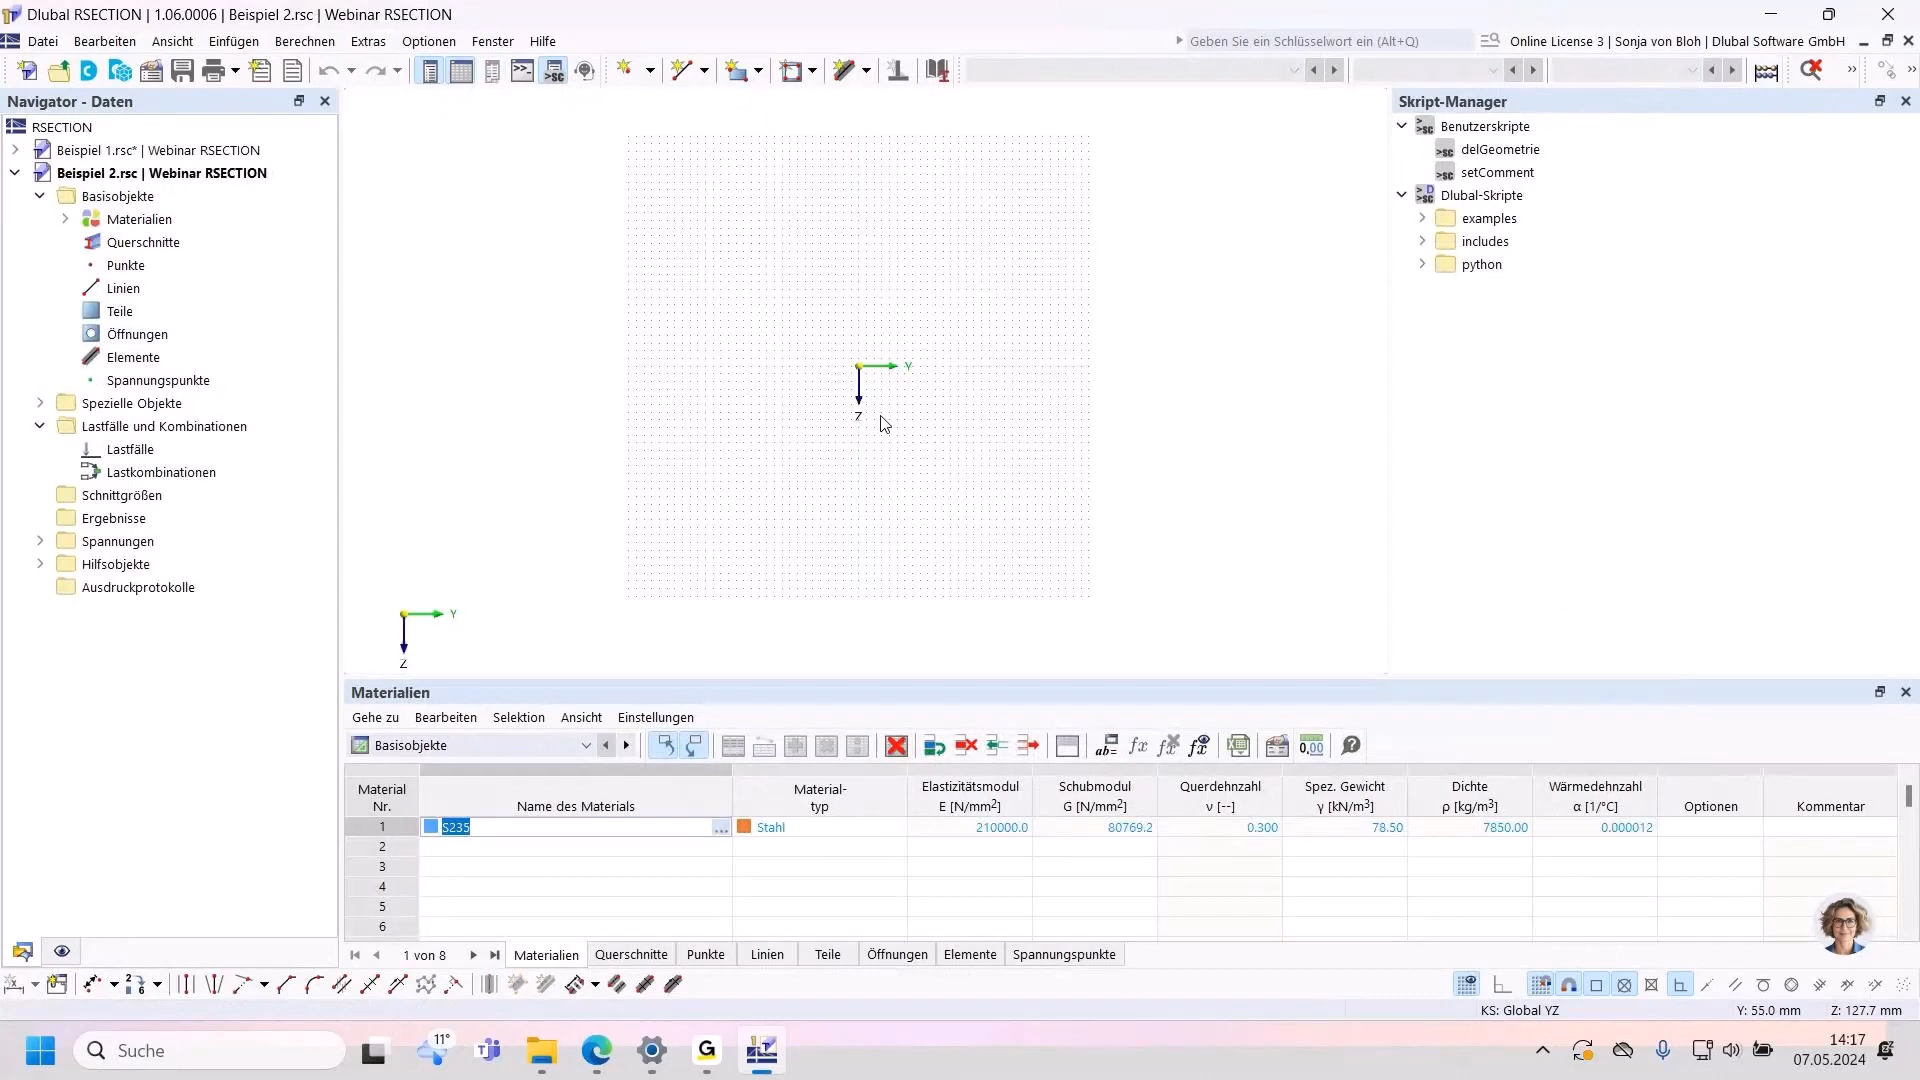 Dlubal RSECTION | 1.06.0006 | Beispiel 2.rsc | Webinar RSECTION
Datei Bearbeiten Ansicht Einfügen Berechnen Extras Optionen Fenster Hilfe
Geben Sie ein Schlüsselwort ein (Alt+Q)
Online License 3 | Sonja von Bloh | Dlubal Software GmbH
Navigator - Daten
RSECTION
Beispiel 1.rsc* | Webinar RSECTION
Beispiel 2.rsc | Webinar RSECTION
Basisobjekte
Materialien
Querschnitte
Punkte
Linien
Teile
Öffnungen
Elemente
Spannungspunkte
Spezielle Objekte
Lastfälle und Kombinationen
Lastfälle
Lastkombinationen
Schnittgrößen
Ergebnisse
Spannungen
Hilfsobjekte
Ausdruckprotokolle
Y
Z
Y
Z
Skript-Manager
Benutzerskripte
delGeometrie
setComment
Dlubal-Skripte
examples
includes
python
Materialien
Gehe zu Bearbeiten Selektion Ansicht Einstellungen
Basisobjekte
Material Nr.
Name des Materials
Material-typ
Elastizitätsmodul E [N/mm²]
Schubmodul G [N/mm²]
Querdehnzahl ν [--]
Spez. Gewicht γ [kN/m³]
Dichte ρ [kg/m³]
Wärmedehnzahl α [1/°C]
Optionen
Kommentar
1 S235 ... Stahl 210000.0 80769.2 0.300 78.50 7850.00 0.000012
2
3
4
5
6
1 von 8 Materialien Querschnitte Punkte Linien Teile Öffnungen Elemente Spannungspunkte
KS: Global YZ Y: 55.0 mm Z: 127.7 mm
Suche
11°
14:17
07.05.2024